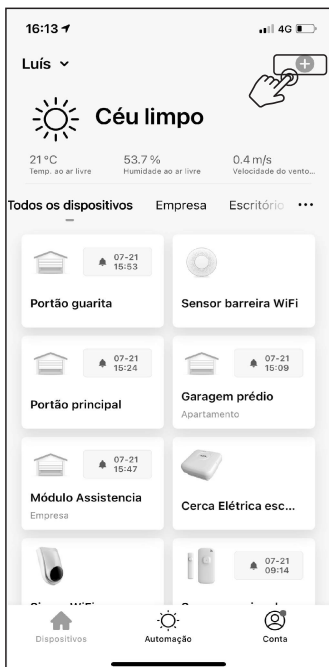 16:13
4G
Luís
Céu limpo
21 °C 53.7 % 0.4 m/s
Temp. ao ar livre Humidade ao ar livre Velocidade do vento...
Todos os dispositivos Empresa Escritório
07-21
15:53
Portão guarita Sensor barreira WiFi
07-21
15:24
07-21
15:09
Portão principal
Garagem prédio
Apartamento
07-21
15:47
Módulo Assistencia
Empresa
Cerca Elétrica esc...
07-21
09:14
Dispositivos Automação Conta